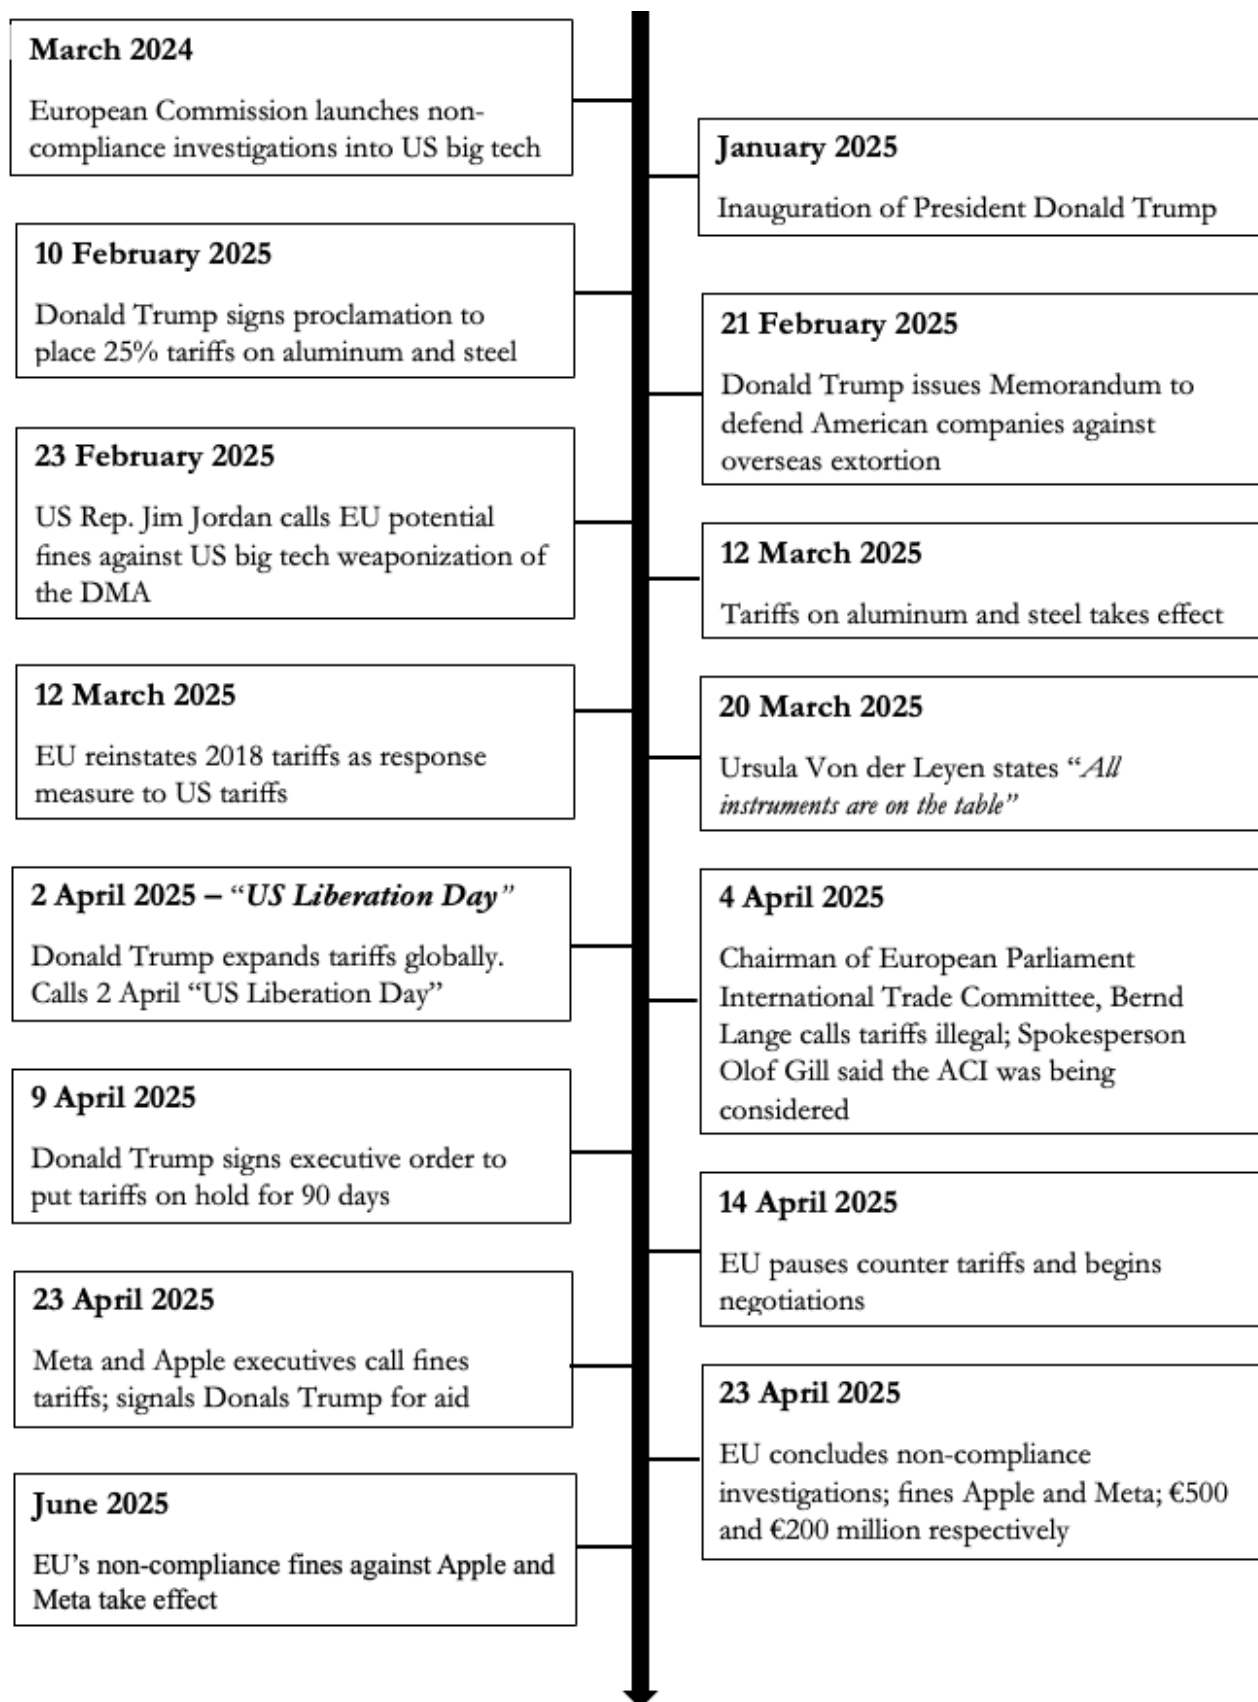 March 2024
European Commission launches non-
compliance investigations into US big tech
January 2025
Inauguration of President Donald Trump
10 February 2025
Donald Trump signs proclamation to
place 25% tariffs on aluminum and steel
21 February 2025
Donald Trump issues Memorandum to
defend American companies against
overseas extortion
23 February 2025
US Rep. Jim Jordan calls EU potential
fines against US big tech weaponization of
the DMA
12 March 2025
Tariffs on aluminum and steel takes effect
12 March 2025
EU reinstates 2018 tariffs as response
measure to US tariffs
20 March 2025
Ursula Von der Leyen states “All
instruments are on the table”
2 April 2025 – “US Liberation Day”
Donald Trump expands tariffs globally.
Calls 2 April “US Liberation Day”
4 April 2025
Chairman of European Parliament
International Trade Committee, Bernd
Lange calls tariffs illegal; Spokesperson
Olof Gill said the ACI was being
considered
9 April 2025
Donald Trump signs executive order to
put tariffs on hold for 90 days
14 April 2025
EU pauses counter tariffs and begins
negotiations
23 April 2025
Meta and Apple executives call fines
tariffs; signals Donals Trump for aid
23 April 2025
EU concludes non-compliance
investigations; fines Apple and Meta; €500
and €200 million respectively
June 2025
EU’s non-compliance fines against Apple and
Meta take effect